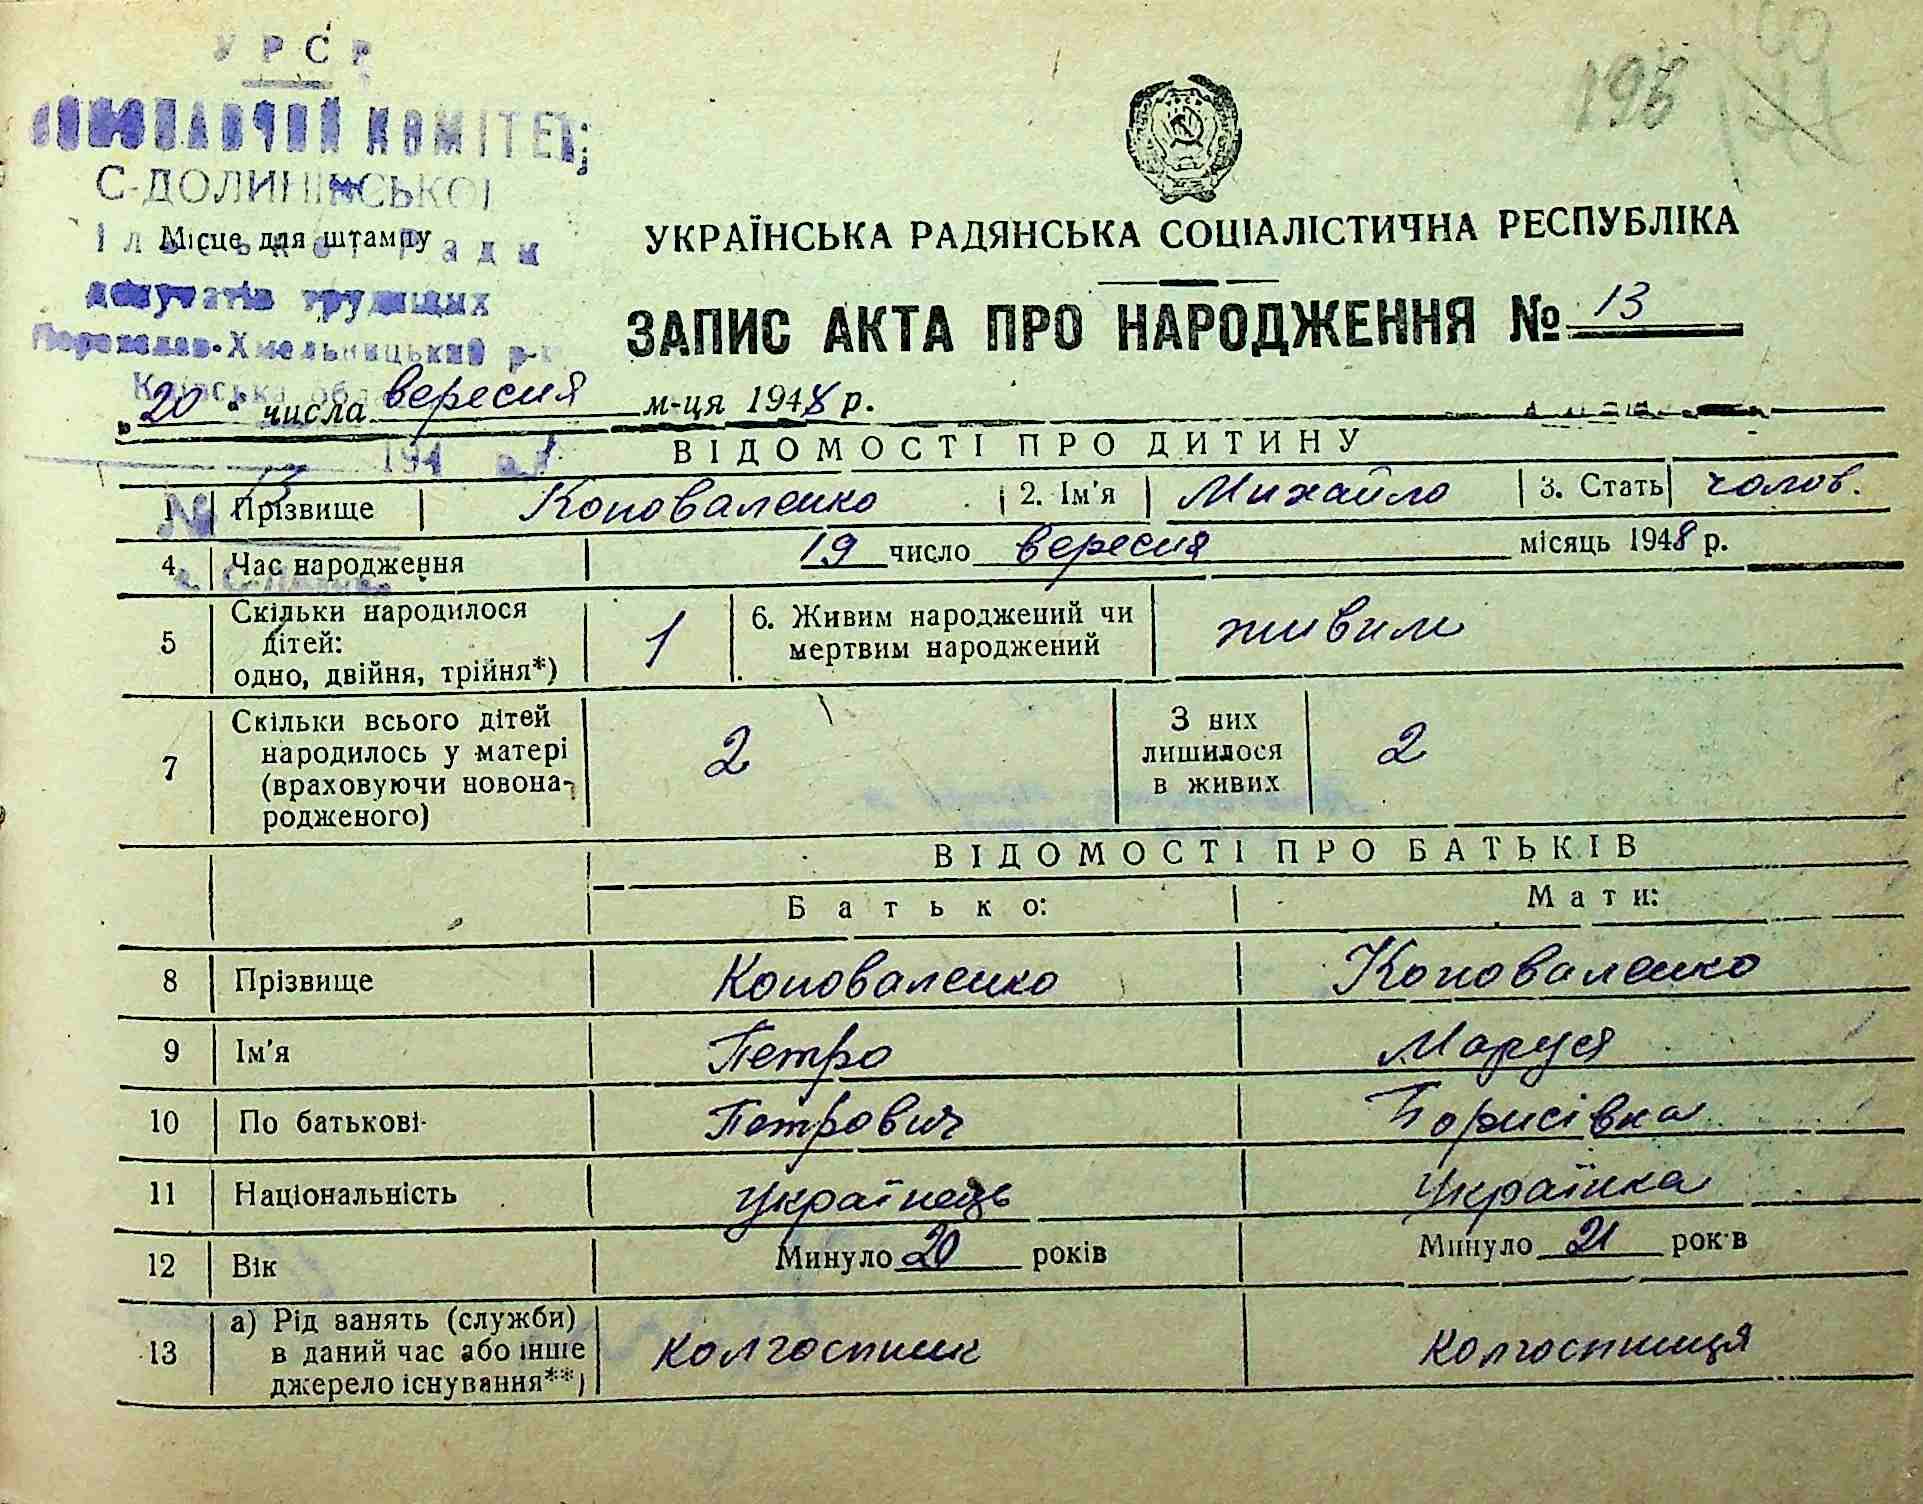 УРСР
ВИКОНАВЧИЙ КОМІТЕТ
С-ДОЛИНІВСЬКОЇ
Місце для штампу
депутатів трудящих
Переяслав-Хмельницький р-н
Київська обл.
194
№ 13
193
УКРАЇНСЬКА РАДЯНСЬКА СОЦІАЛІСТИЧНА РЕСПУБЛІКА
ЗАПИС АКТА ПРО НАРОДЖЕННЯ № 13
„20“ числа вересня м-ця 1948 р.
ВІДОМОСТІ ПРО ДИТИНУ
1 Прізвище Коноваленко 2. Ім'я Михайло 3. Стать чолов.
4 Час народження 19 число вересня місяць 1948 р.
5 Скільки народилося дітей: одно, двійня, трійня*) 1 6. Живим народжений чи мертвим народжений живим
7 Скільки всього дітей народилось у матері (враховуючи новонародженого) 2 З них лишилося в живих 2
ВІДОМОСТІ ПРО БАТЬКІВ
Батько: Мати:
8 Прізвище Коноваленко Коноваленко
9 Ім'я Петро Маруся
10 По батькові Петрович Борисівна
11 Національність Українець Українка
12 Вік Минуло 20 років Минуло 21 років
13 а) Рід занять (служби) в даний час або інше джерело існування**) колгоспник колгоспниця